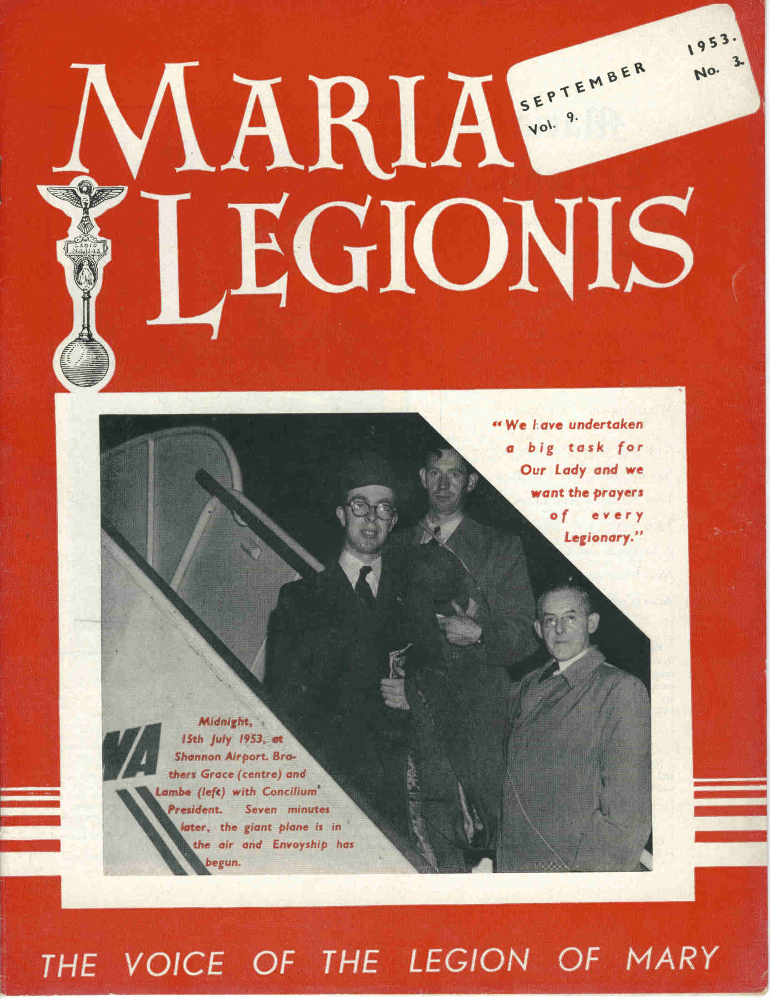 SEPTEMBER 1953.
Vol. 9. No. 3.
MARIA
LEGIONIS
LEGIO
MARIAE
“We have undertaken
a big task for
Our Lady and we
want the prayers
of every
Legionary.”
Midnight,
15th July 1953, at
Shannon Airport. Bro-
thers Grace (centre) and
Lambe (left) with Concilium
President. Seven minutes
later, the giant plane is in
the air and Envoyship has
begun.
WA
THE VOICE OF THE LEGION OF MARY